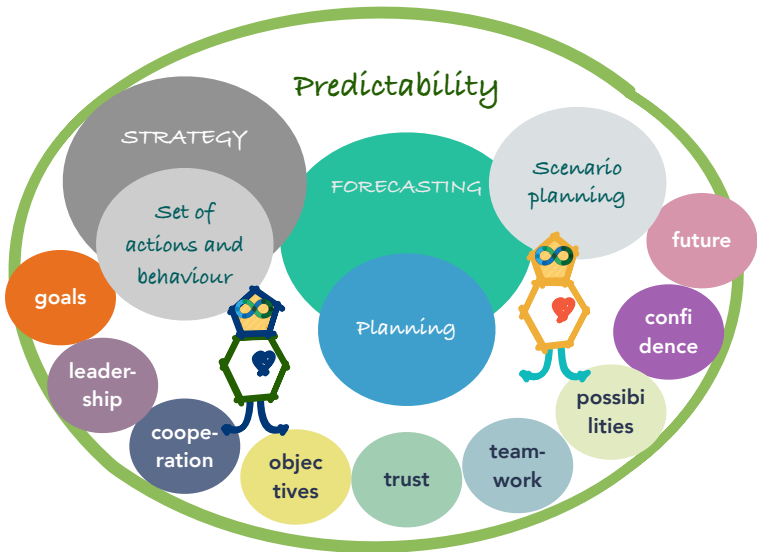 Predictability
STRATEGY
Set of
actions and
behaviour
FORECASTING
Planning
Scenario
planning
goals
leader-
ship
coope-
ration
objec
tives
trust
team-
work
possibi
lities
confi
dence
future